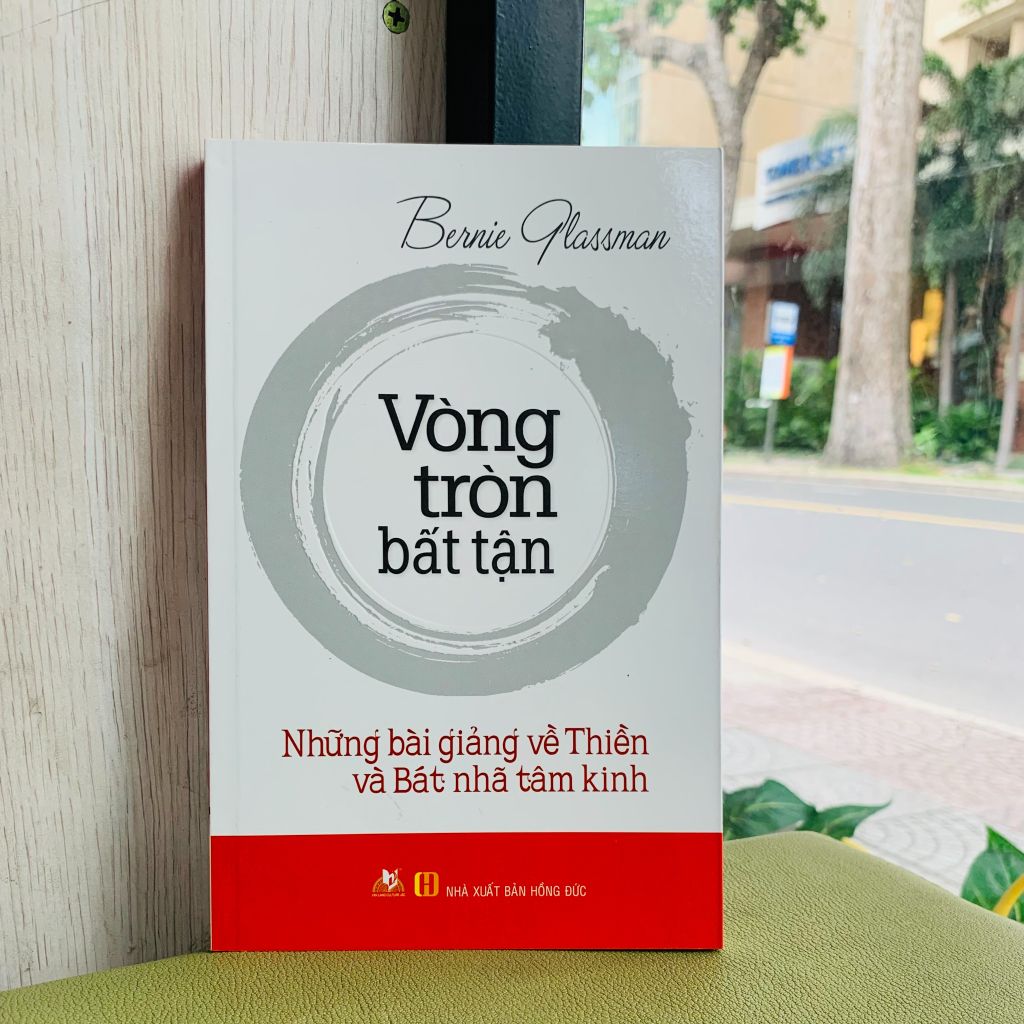 Bernie Glassman
Vòng
tròn
bất tận
Những bài giảng về Thiền
và Bát nhã tâm kinh
NHÀ XUẤT BẢN HỒNG ĐỨC